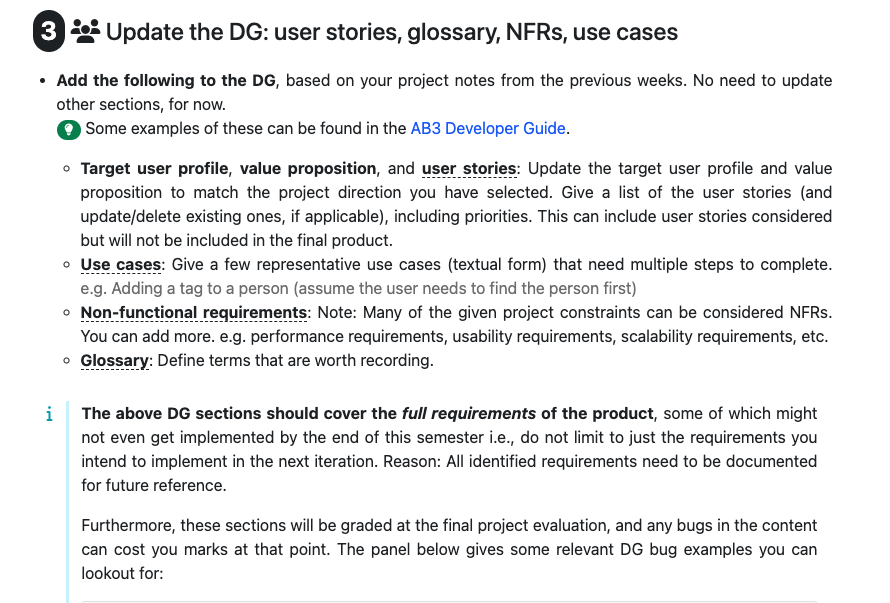 3 Update the DG: user stories, glossary, NFRs, use cases
• Add the following to the DG, based on your project notes from the previous weeks. No need to update
other sections, for now.
Some examples of these can be found in the AB3 Developer Guide.
◦ Target user profile, value proposition, and user stories: Update the target user profile and value
proposition to match the project direction you have selected. Give a list of the user stories (and
update/delete existing ones, if applicable), including priorities. This can include user stories considered
but will not be included in the final product.
◦ Use cases: Give a few representative use cases (textual form) that need multiple steps to complete.
e.g. Adding a tag to a person (assume the user needs to find the person first)
◦ Non-functional requirements: Note: Many of the given project constraints can be considered NFRs.
You can add more. e.g. performance requirements, usability requirements, scalability requirements, etc.
◦ Glossary: Define terms that are worth recording.
i The above DG sections should cover the full requirements of the product, some of which might
not even get implemented by the end of this semester i.e., do not limit to just the requirements you
intend to implement in the next iteration. Reason: All identified requirements need to be documented
for future reference.
Furthermore, these sections will be graded at the final project evaluation, and any bugs in the content
can cost you marks at that point. The panel below gives some relevant DG bug examples you can
lookout for: